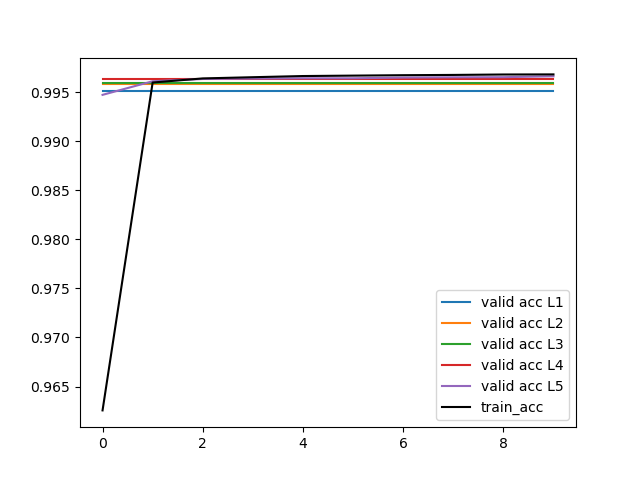 0.995
0.990
0.985
0.980
0.975
0.970
0.965
0 2 4 6 8
valid acc L1
valid acc L2
valid acc L3
valid acc L4
valid acc L5
train_acc